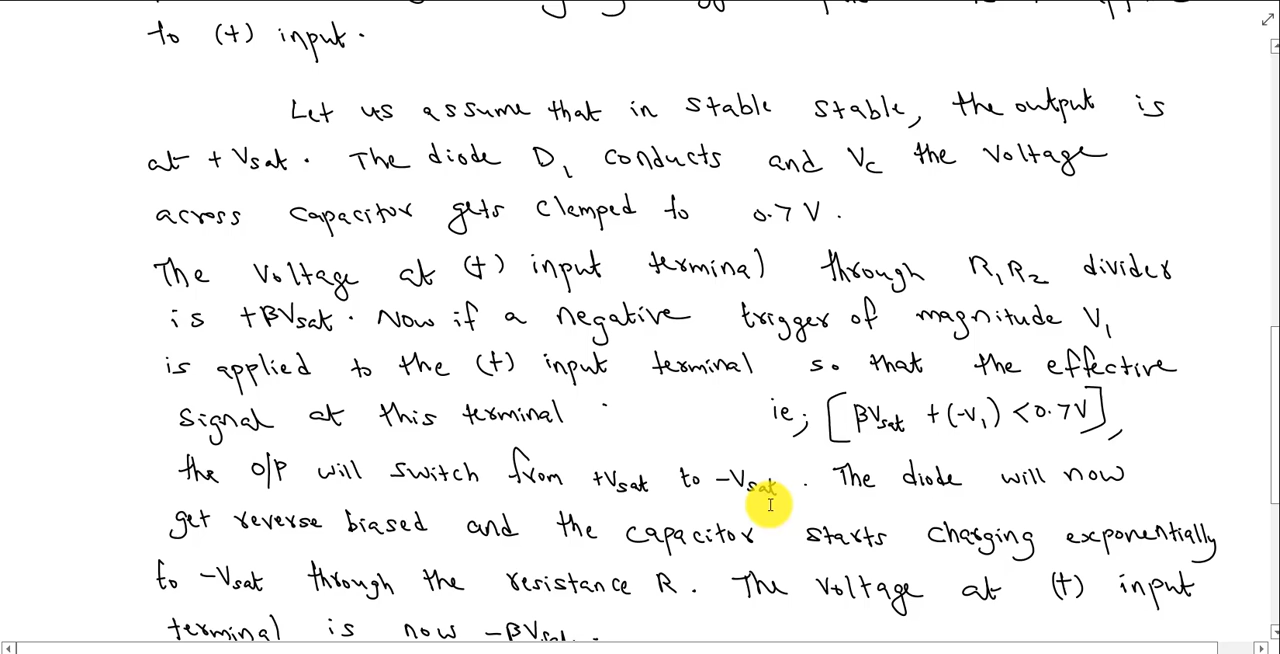 to (+) input.
Let us assume that in stable stable, the output is
at + Vsat. The diode D1 conducts and Vc the voltage
across capacitor gets clamped to 0.7 V.
The voltage at (+) input terminal through R1R2 divider
is +βVsat. Now if a negative trigger of magnitude V1
is applied to the (+) input terminal so that the effective
signal at this terminal ie; [βVsat + (-V1) < 0.7V],
the O/P will switch from +Vsat to -Vsat. The diode will now
get reverse biased and the capacitor starts charging exponentially
to -Vsat through the resistance R. The voltage at (+) input
terminal is now -βVsat.